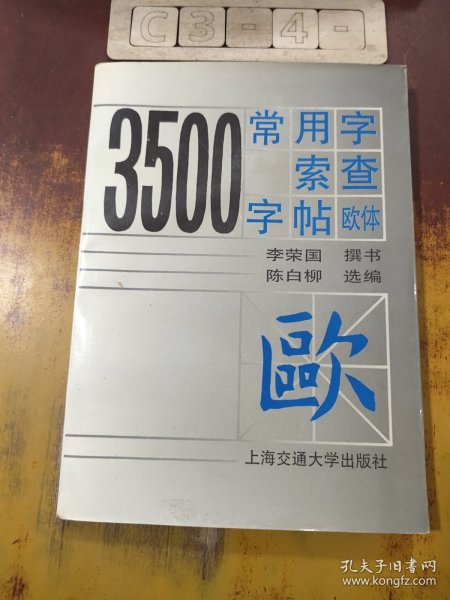 C3-4-
3500
常用字
索查
字帖 欧体
李荣国 撰书
陈白柳 选编
歐
上海交通大学出版社
孔夫子旧书网
www.kongfz.com